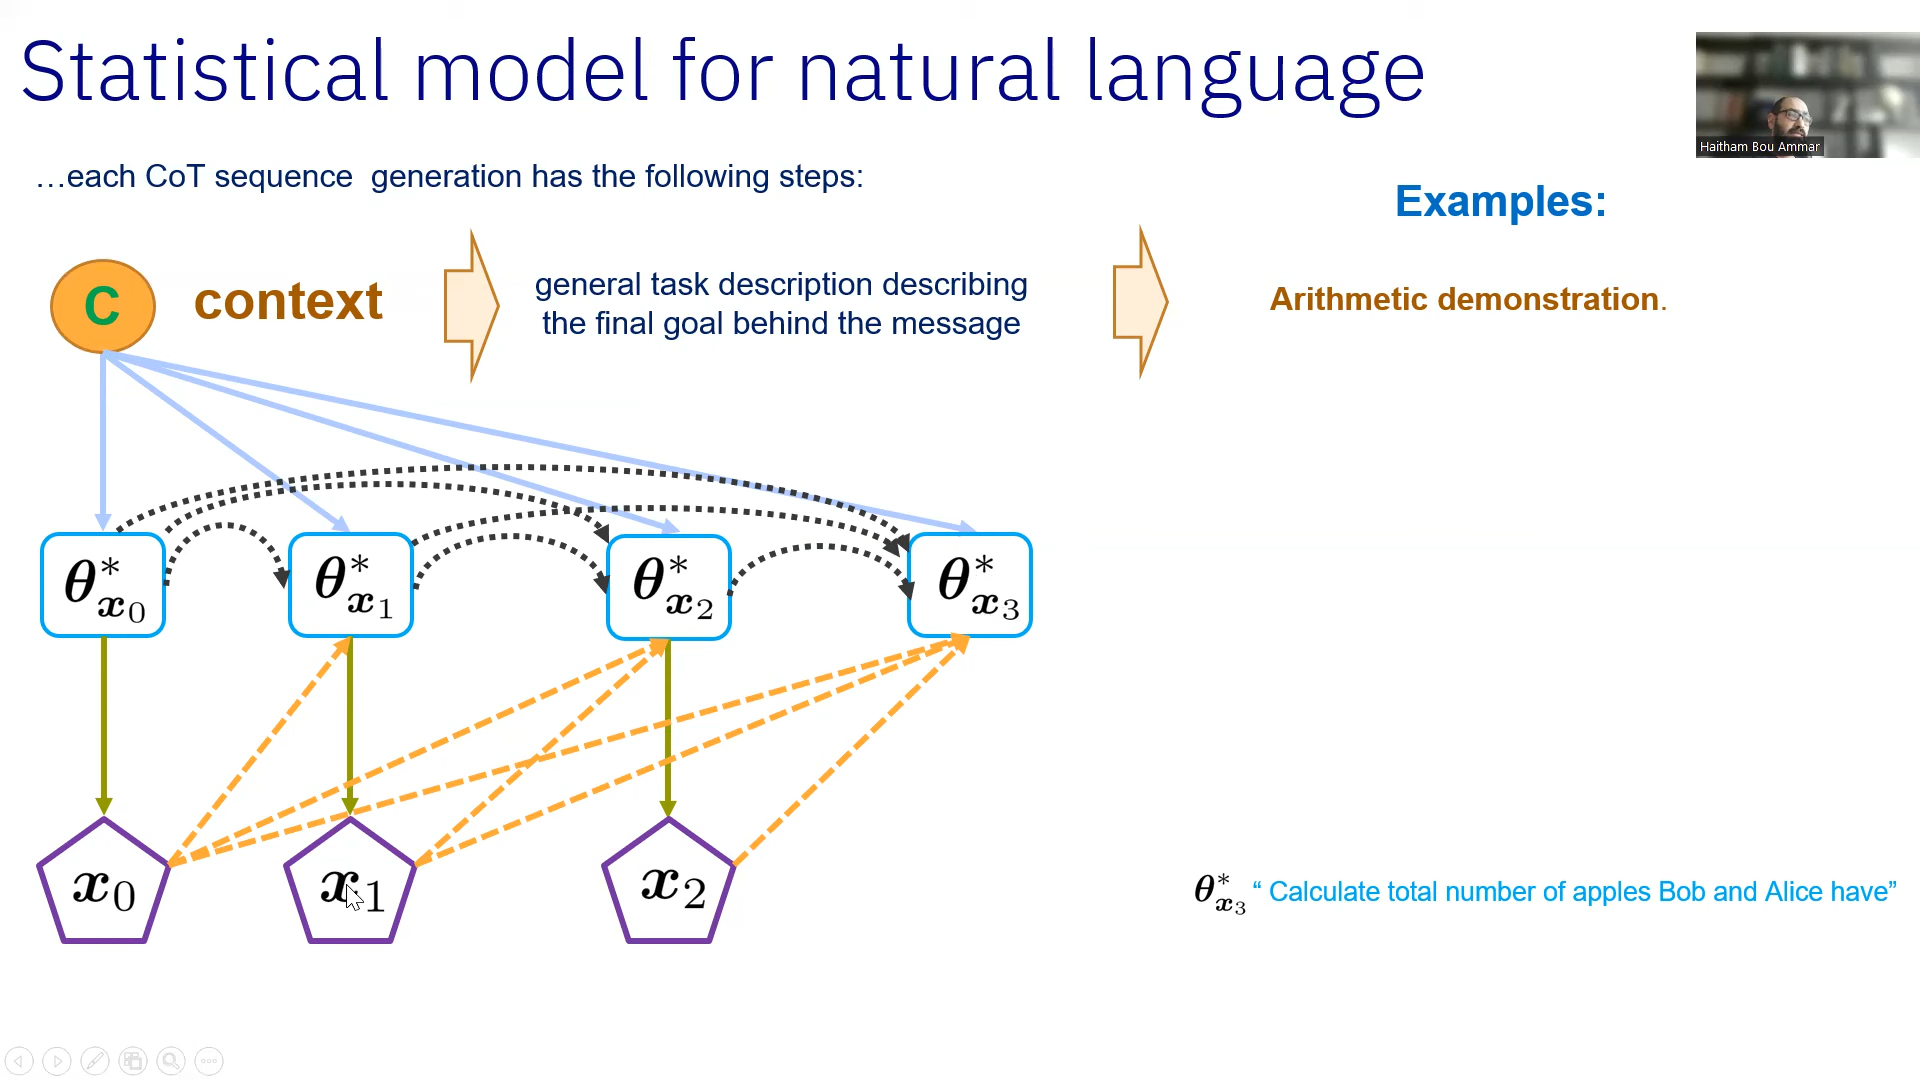 Statistical model for natural language
Haitham Bou Ammar
…each CoT sequence generation has the following steps:
Examples:
C
context
general task description describing
the final goal behind the message
Arithmetic demonstration.
θ*x0
θ*x1
θ*x2
θ*x3
x0
x1
x2
θ*x3 “ Calculate total number of apples Bob and Alice have”